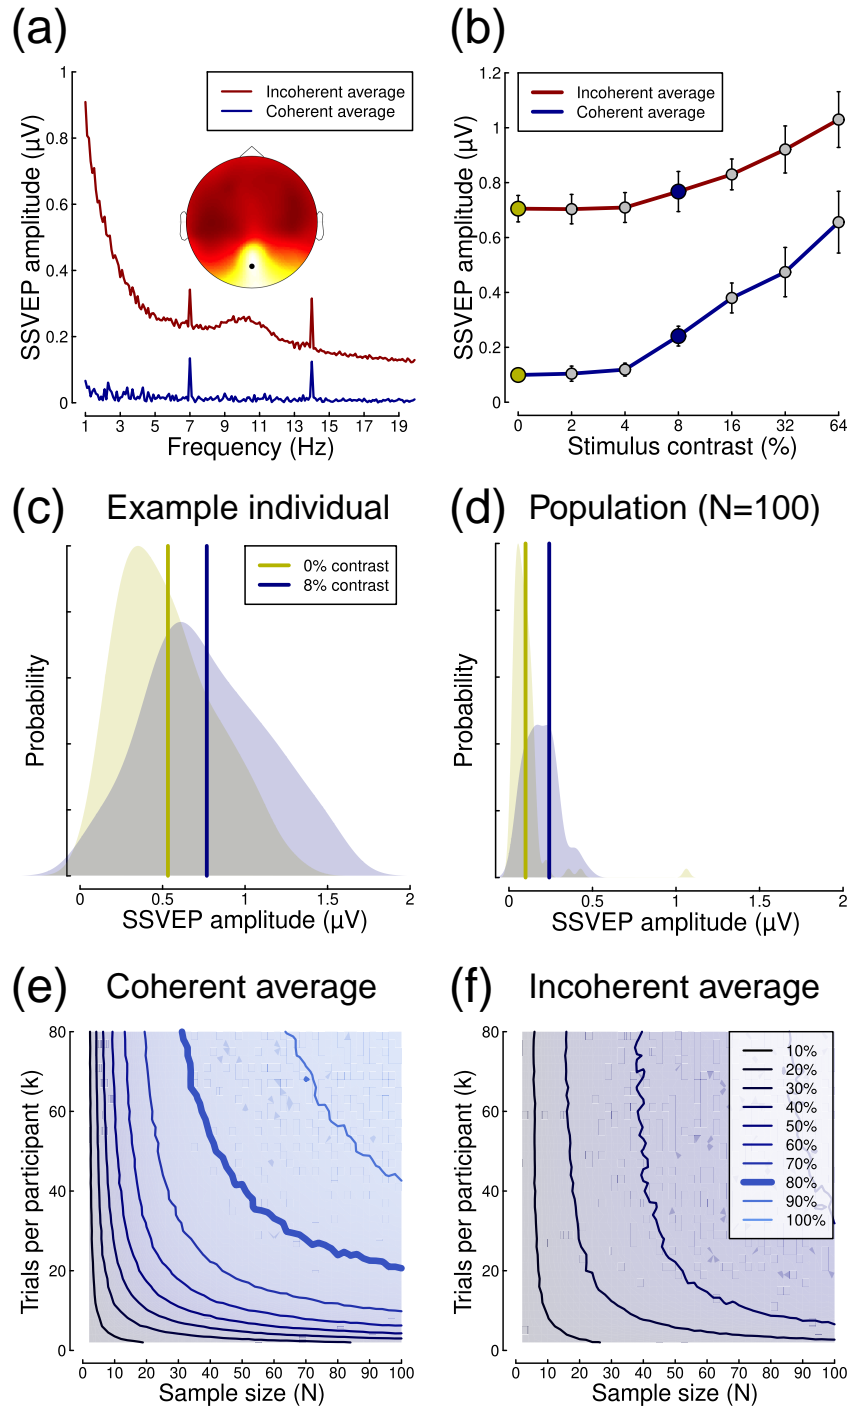 (a)
SSVEP amplitude (µV)
1
0.8
0.6
0.4
0.2
0
Incoherent average
Coherent average
1 3 5 7 9 11 13 15 17 19
Frequency (Hz)
(b)
SSVEP amplitude (µV)
1.2
1
0.8
0.6
0.4
0.2
0
Incoherent average
Coherent average
0 2 4 8 16 32 64
Stimulus contrast (%)
(c) Example individual
Probability
0% contrast
8% contrast
0 0.5 1 1.5 2
SSVEP amplitude (µV)
(d) Population (N=100)
Probability
0 0.5 1 1.5 2
SSVEP amplitude (µV)
(e) Coherent average
Trials per participant (k)
80
60
40
20
0
0 10 20 30 40 50 60 70 80 90 100
Sample size (N)
(f) Incoherent average
Trials per participant (k)
80
60
40
20
0
10%
20%
30%
40%
50%
60%
70%
80%
90%
100%
0 10 20 30 40 50 60 70 80 90 100
Sample size (N)